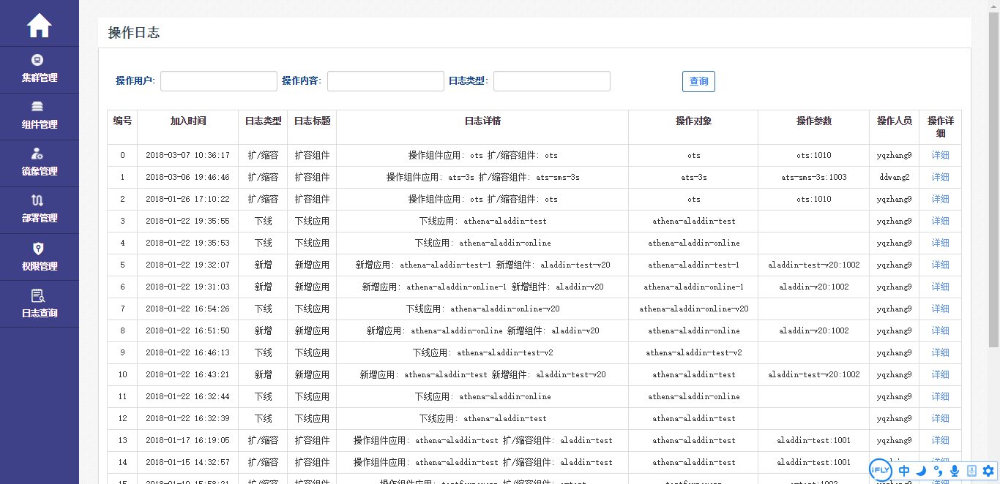 操作日志
集群管理
组件管理
镜像管理
部署管理
权限管理
日志查询
操作用户: 操作内容: 日志类型: 查询
编号 加入时间 日志类型 日志标题 日志详情 操作对象 操作参数 操作人员 操作详细
0 2018-03-07 10:36:17 扩/缩容 扩容组件 操作组件应用: ots 扩/缩容组件: ots ots ots:1010 yqzhang9 详细
1 2018-03-06 19:46:46 扩/缩容 扩容组件 操作组件应用: ats-3s 扩/缩容组件: ats-sms-3s ats-3s ats-sms-3s:1003 ddwang2 详细
2 2018-01-26 17:10:22 扩/缩容 扩容组件 操作组件应用: ots 扩/缩容组件: ots ots ots:1010 yqzhang9 详细
3 2018-01-22 19:35:55 下线 下线应用 下线应用: athena-aladdin-test athena-aladdin-test yqzhang9 详细
4 2018-01-22 19:35:53 下线 下线应用 下线应用: athena-aladdin-online athena-aladdin-online yqzhang9 详细
5 2018-01-22 19:32:07 新增 新增应用 新增应用: athena-aladdin-test-1 新增组件: aladdin-test-v20 athena-aladdin-test-1 aladdin-test-v20:1002 yqzhang9 详细
6 2018-01-22 19:31:03 新增 新增应用 新增应用: athena-aladdin-online-1 新增组件: aladdin-v20 athena-aladdin-online-1 aladdin-v20:1002 yqzhang9 详细
7 2018-01-22 16:54:26 下线 下线应用 下线应用: athena-aladdin-online-v20 athena-aladdin-online-v20 yqzhang9 详细
8 2018-01-22 16:51:50 新增 新增应用 新增应用: athena-aladdin-online 新增组件: aladdin-v20 athena-aladdin-online aladdin-v20:1002 yqzhang9 详细
9 2018-01-22 16:46:13 下线 下线应用 下线应用: athena-aladdin-test-v2 athena-aladdin-test-v2 yqzhang9 详细
10 2018-01-22 16:43:21 新增 新增应用 新增应用: athena-aladdin-test 新增组件: aladdin-test-v20 athena-aladdin-test aladdin-test-v20:1002 yqzhang9 详细
11 2018-01-22 16:32:44 下线 下线应用 下线应用: athena-aladdin-online athena-aladdin-online yqzhang9 详细
12 2018-01-22 16:32:39 下线 下线应用 下线应用: athena-aladdin-test athena-aladdin-test yqzhang9 详细
13 2018-01-17 16:19:05 扩/缩容 扩容组件 操作组件应用: athena-aladdin-test 扩/缩容组件: aladdin-test athena-aladdin-test aladdin-test:1001 yqzhang9 详细
14 2018-01-15 14:32:57 扩/缩容 扩容组件 操作组件应用: athena-aladdin-test 扩/缩容组件: aladdin-test athena-aladdin-test aladdin-test:1001
iFLY 中